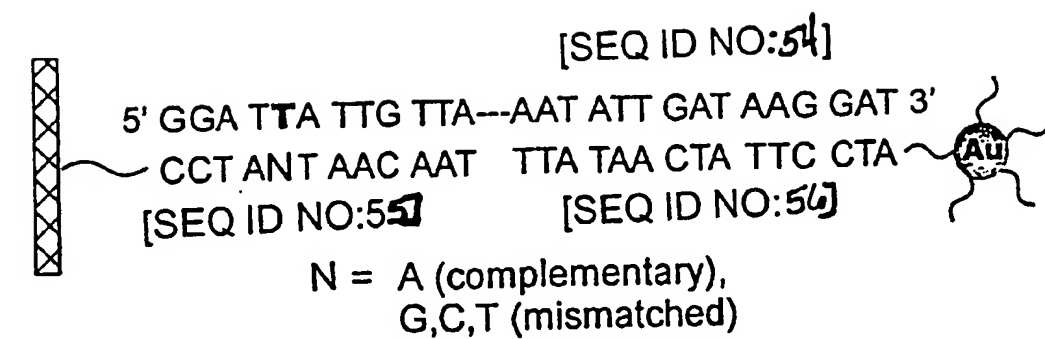 [SEQ ID NO:54]
5' GGA TTA TTG TTA---AAT ATT GAT AAG GAT 3'
CCT ANT AAC AAT TTA TAA CTA TTC CTA
Au
[SEQ ID NO:55]
[SEQ ID NO:56]
N = A (complementary),
G,C,T (mismatched)